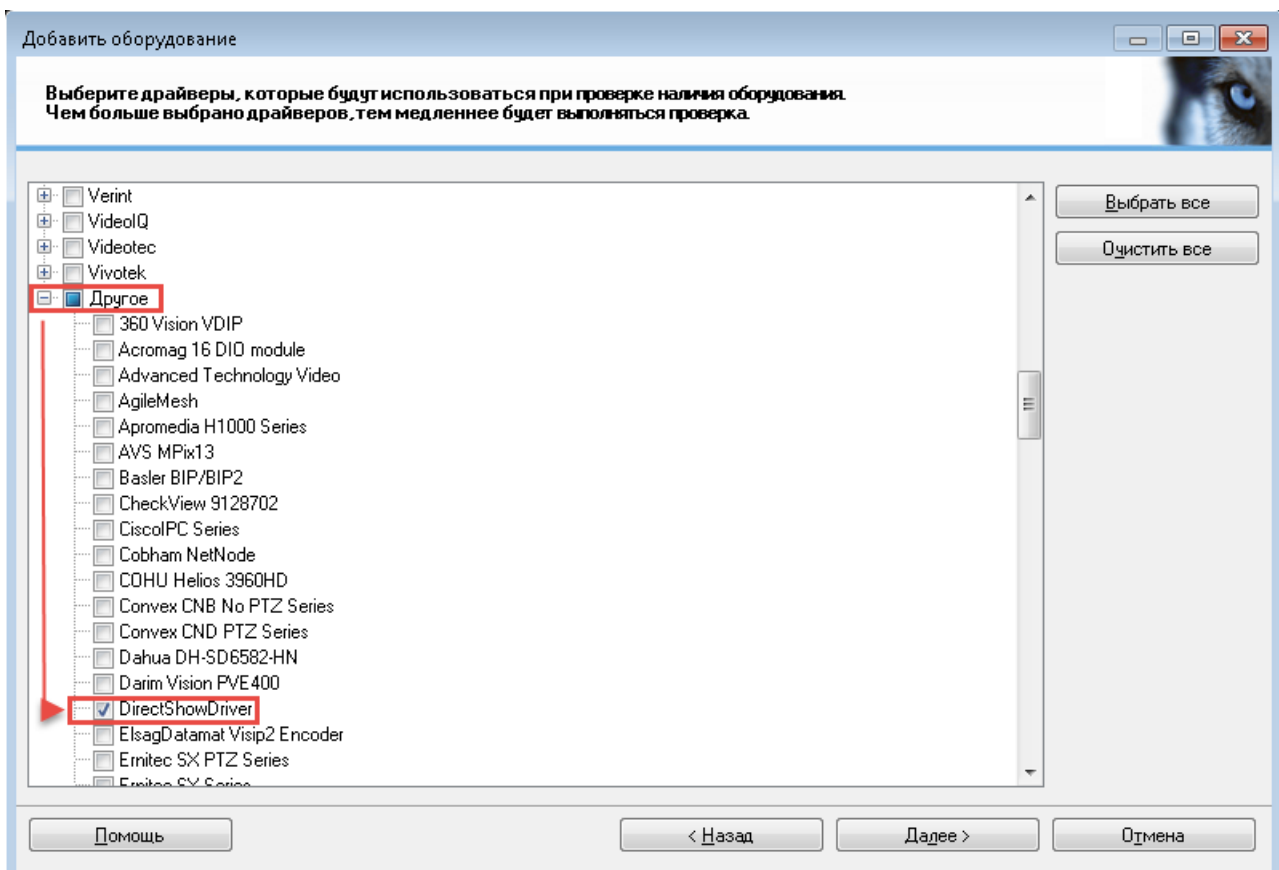 Добавить оборудование
Выберите драйверы, которые будут использоваться при проверке наличия оборудования.
Чем больше выбрано драйверов, тем медленнее будет выполняться проверка.
Verint
VideoIQ
Videotec
Vivotek
Другое
360 Vision VDIP
Acromag 16 DIO module
Advanced Technology Video
AgileMesh
Apromedia H1000 Series
AVS MPix13
Basler BIP/BIP2
CheckView 9128702
CiscoIPC Series
Cobham NetNode
COHU Helios 3960HD
Convex CNB No PTZ Series
Convex CND PTZ Series
Dahua DH-SD6582-HN
Darim Vision PVE400
DirectShowDriver
ElsagDatamat Visip2 Encoder
Ernitec SX PTZ Series
Ernitec SX Series
Выбрать все
Очистить все
Помощь
< Назад
Далее >
Отмена